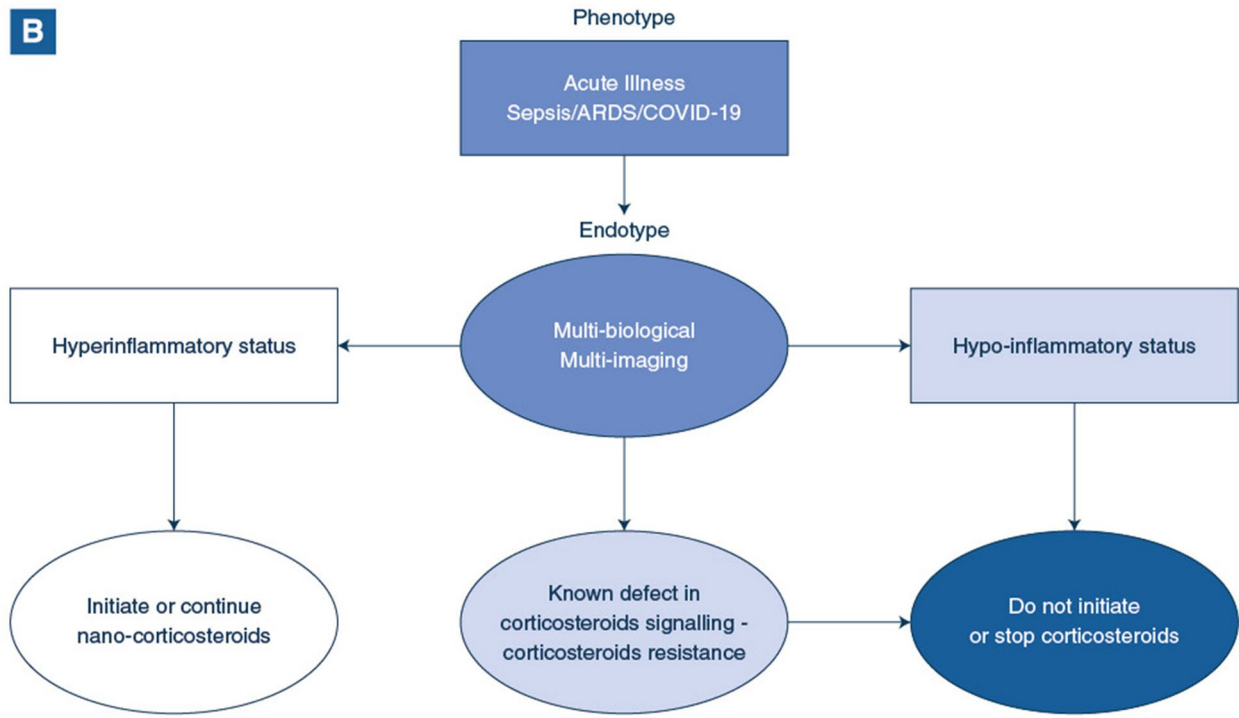 B
Phenotype
Acute Illness
Sepsis/ARDS/COVID-19
Endotype
Multi-biological
Multi-imaging
Hyperinflammatory status
Hypo-inflammatory status
Initiate or continue
nano-corticosteroids
Known defect in
corticosteroids signalling -
corticosteroids resistance
Do not initiate
or stop corticosteroids